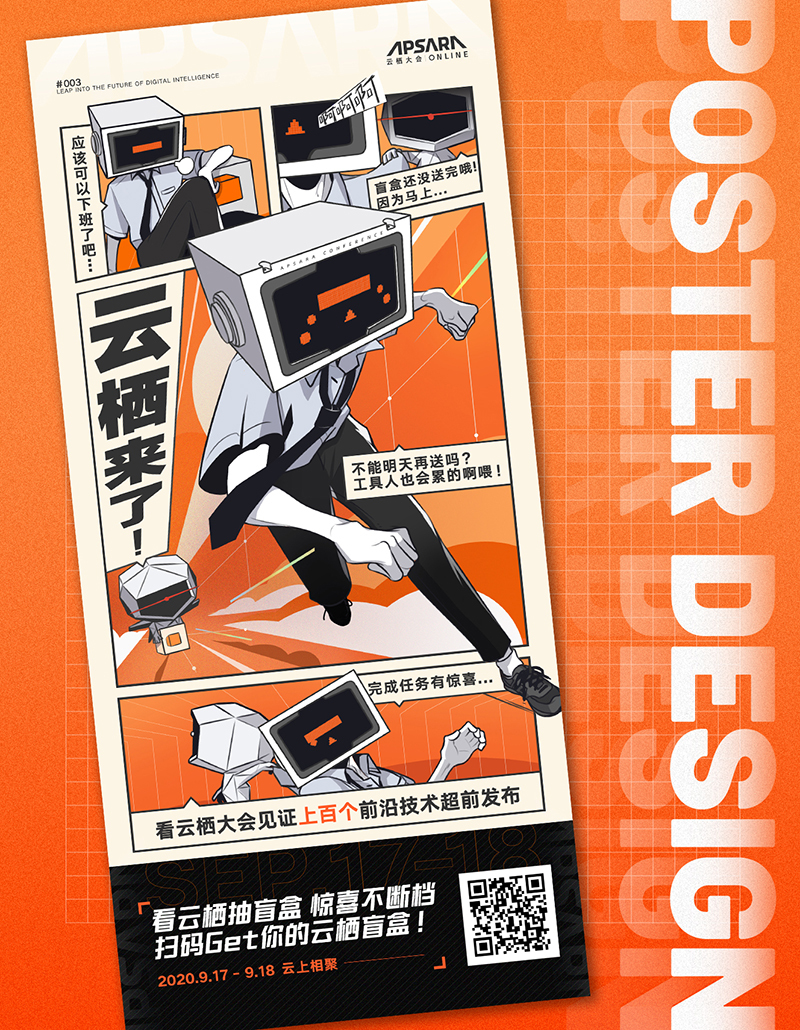 APSARA
云栖大会 ONLINE
#003
LEAP INTO THE FUTURE OF DIGITAL INTELLIGENCE
应该可以下班了吧...
盲盒还没送完哦!
因为马上...
APSARA CONFERENCE
云栖来了!
不能明天再送吗?
工具人也会累的啊喂!
完成任务有惊喜...
看云栖大会见证上百个前沿技术超前发布
SEP 17-18
看云栖抽盲盒 惊喜不断档
扫码Get你的云栖盲盒!
2020.9.17 - 9.18 云上相聚
POSTER DESIGN
POSTER DESIGN